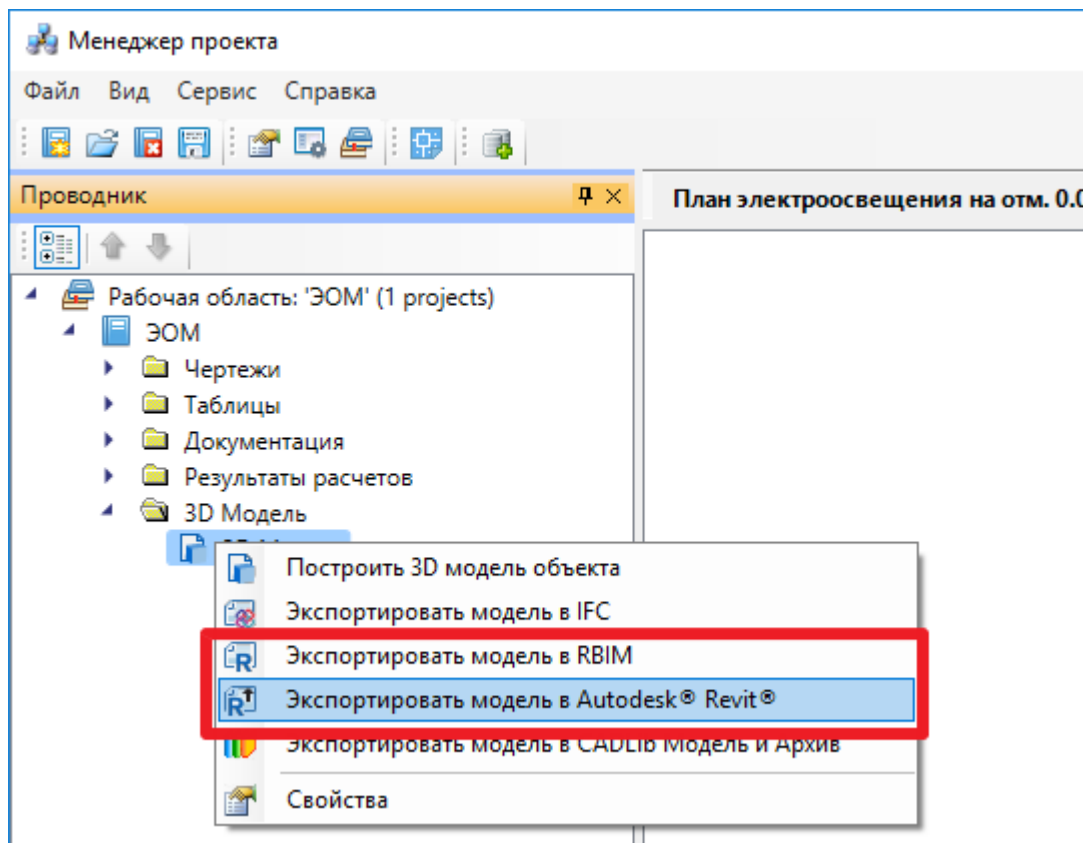 Менеджер проекта
Файл Вид Сервис Справка
Проводник
План электроосвещения на отм. 0.0
Рабочая область: 'ЭОМ' (1 projects)
ЭОМ
Чертежи
Таблицы
Документация
Результаты расчетов
3D Модель
Построить 3D модель объекта
Экспортировать модель в IFC
Экспортировать модель в RBIM
Экспортировать модель в Autodesk® Revit®
Экспортировать модель в CADLib Модель и Архив
Свойства